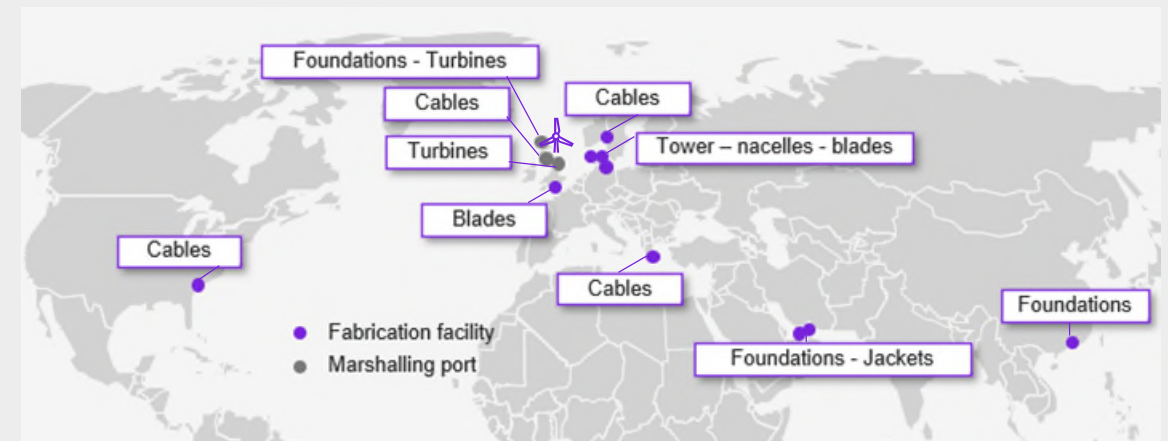 Foundations - Turbines
Cables
Cables
Turbines
Tower – nacelles - blades
Blades
Cables
Cables
Foundations
Fabrication facility
Marshalling port
Foundations - Jackets